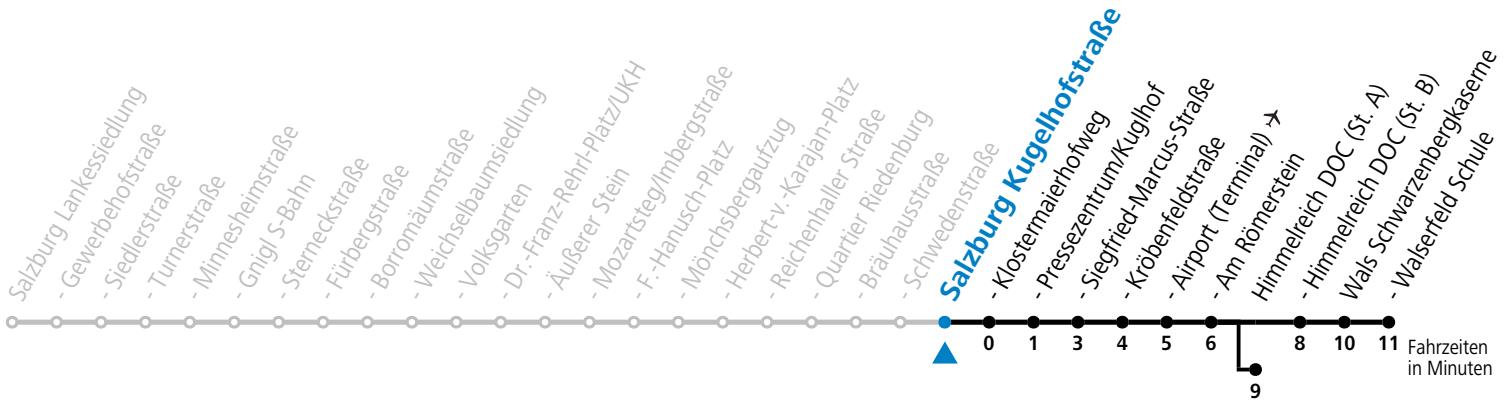 Salzburg Lankessiedlung
- Gewerbehofstraße
- Siedlerstraße
- Turnerstraße
- Minnesheimstraße
- Gnigl S-Bahn
- Sterneckstraße
- Fürbergstraße
- Borromäumstraße
- Weichselbaumsiedlung
- Volksgarten
- Dr.-Franz-Rehrl-Platz/UKH
- Äußerer Stein
- Mozartsteg/Imbergstraße
- F.-Hanusch-Platz
- Mönchsbergaufzug
- Herbert-v.-Karajan-Platz
- Reichenhaller Straße
- Quartier Riedenburg
- Bräuhausstraße
- Schwedenstraße
Salzburg Kugelhofstraße
- Klostermaierhofweg
- Pressezentrum/Kuglhof
- Siegfried-Marcus-Straße
- Kröbenfeldstraße
- Airport (Terminal)
- Am Römerstein
Himmelreich DOC (St. A)
- Himmelreich DOC (St. B)
Wals Schwarzenbergkaserne
- Walserfeld Schule
0 1 3 4 5 6 8 10 11
Fahrzeiten
in Minuten
9